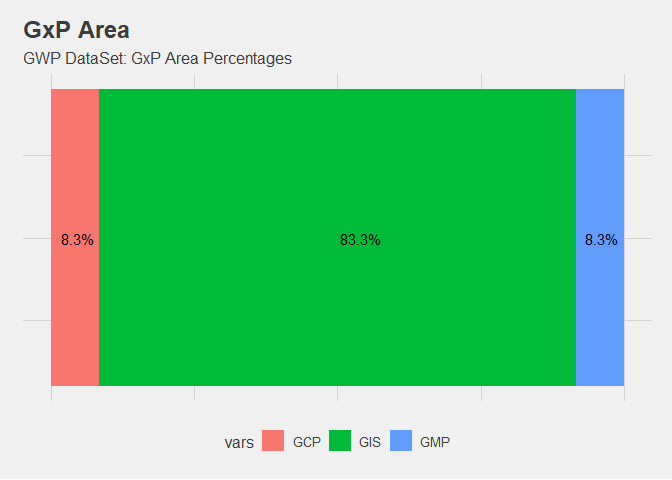 GxP Area
GWP DataSet: GxP Area Percentages
8.3% 83.3% 8.3%
vars GCP GIS GMP